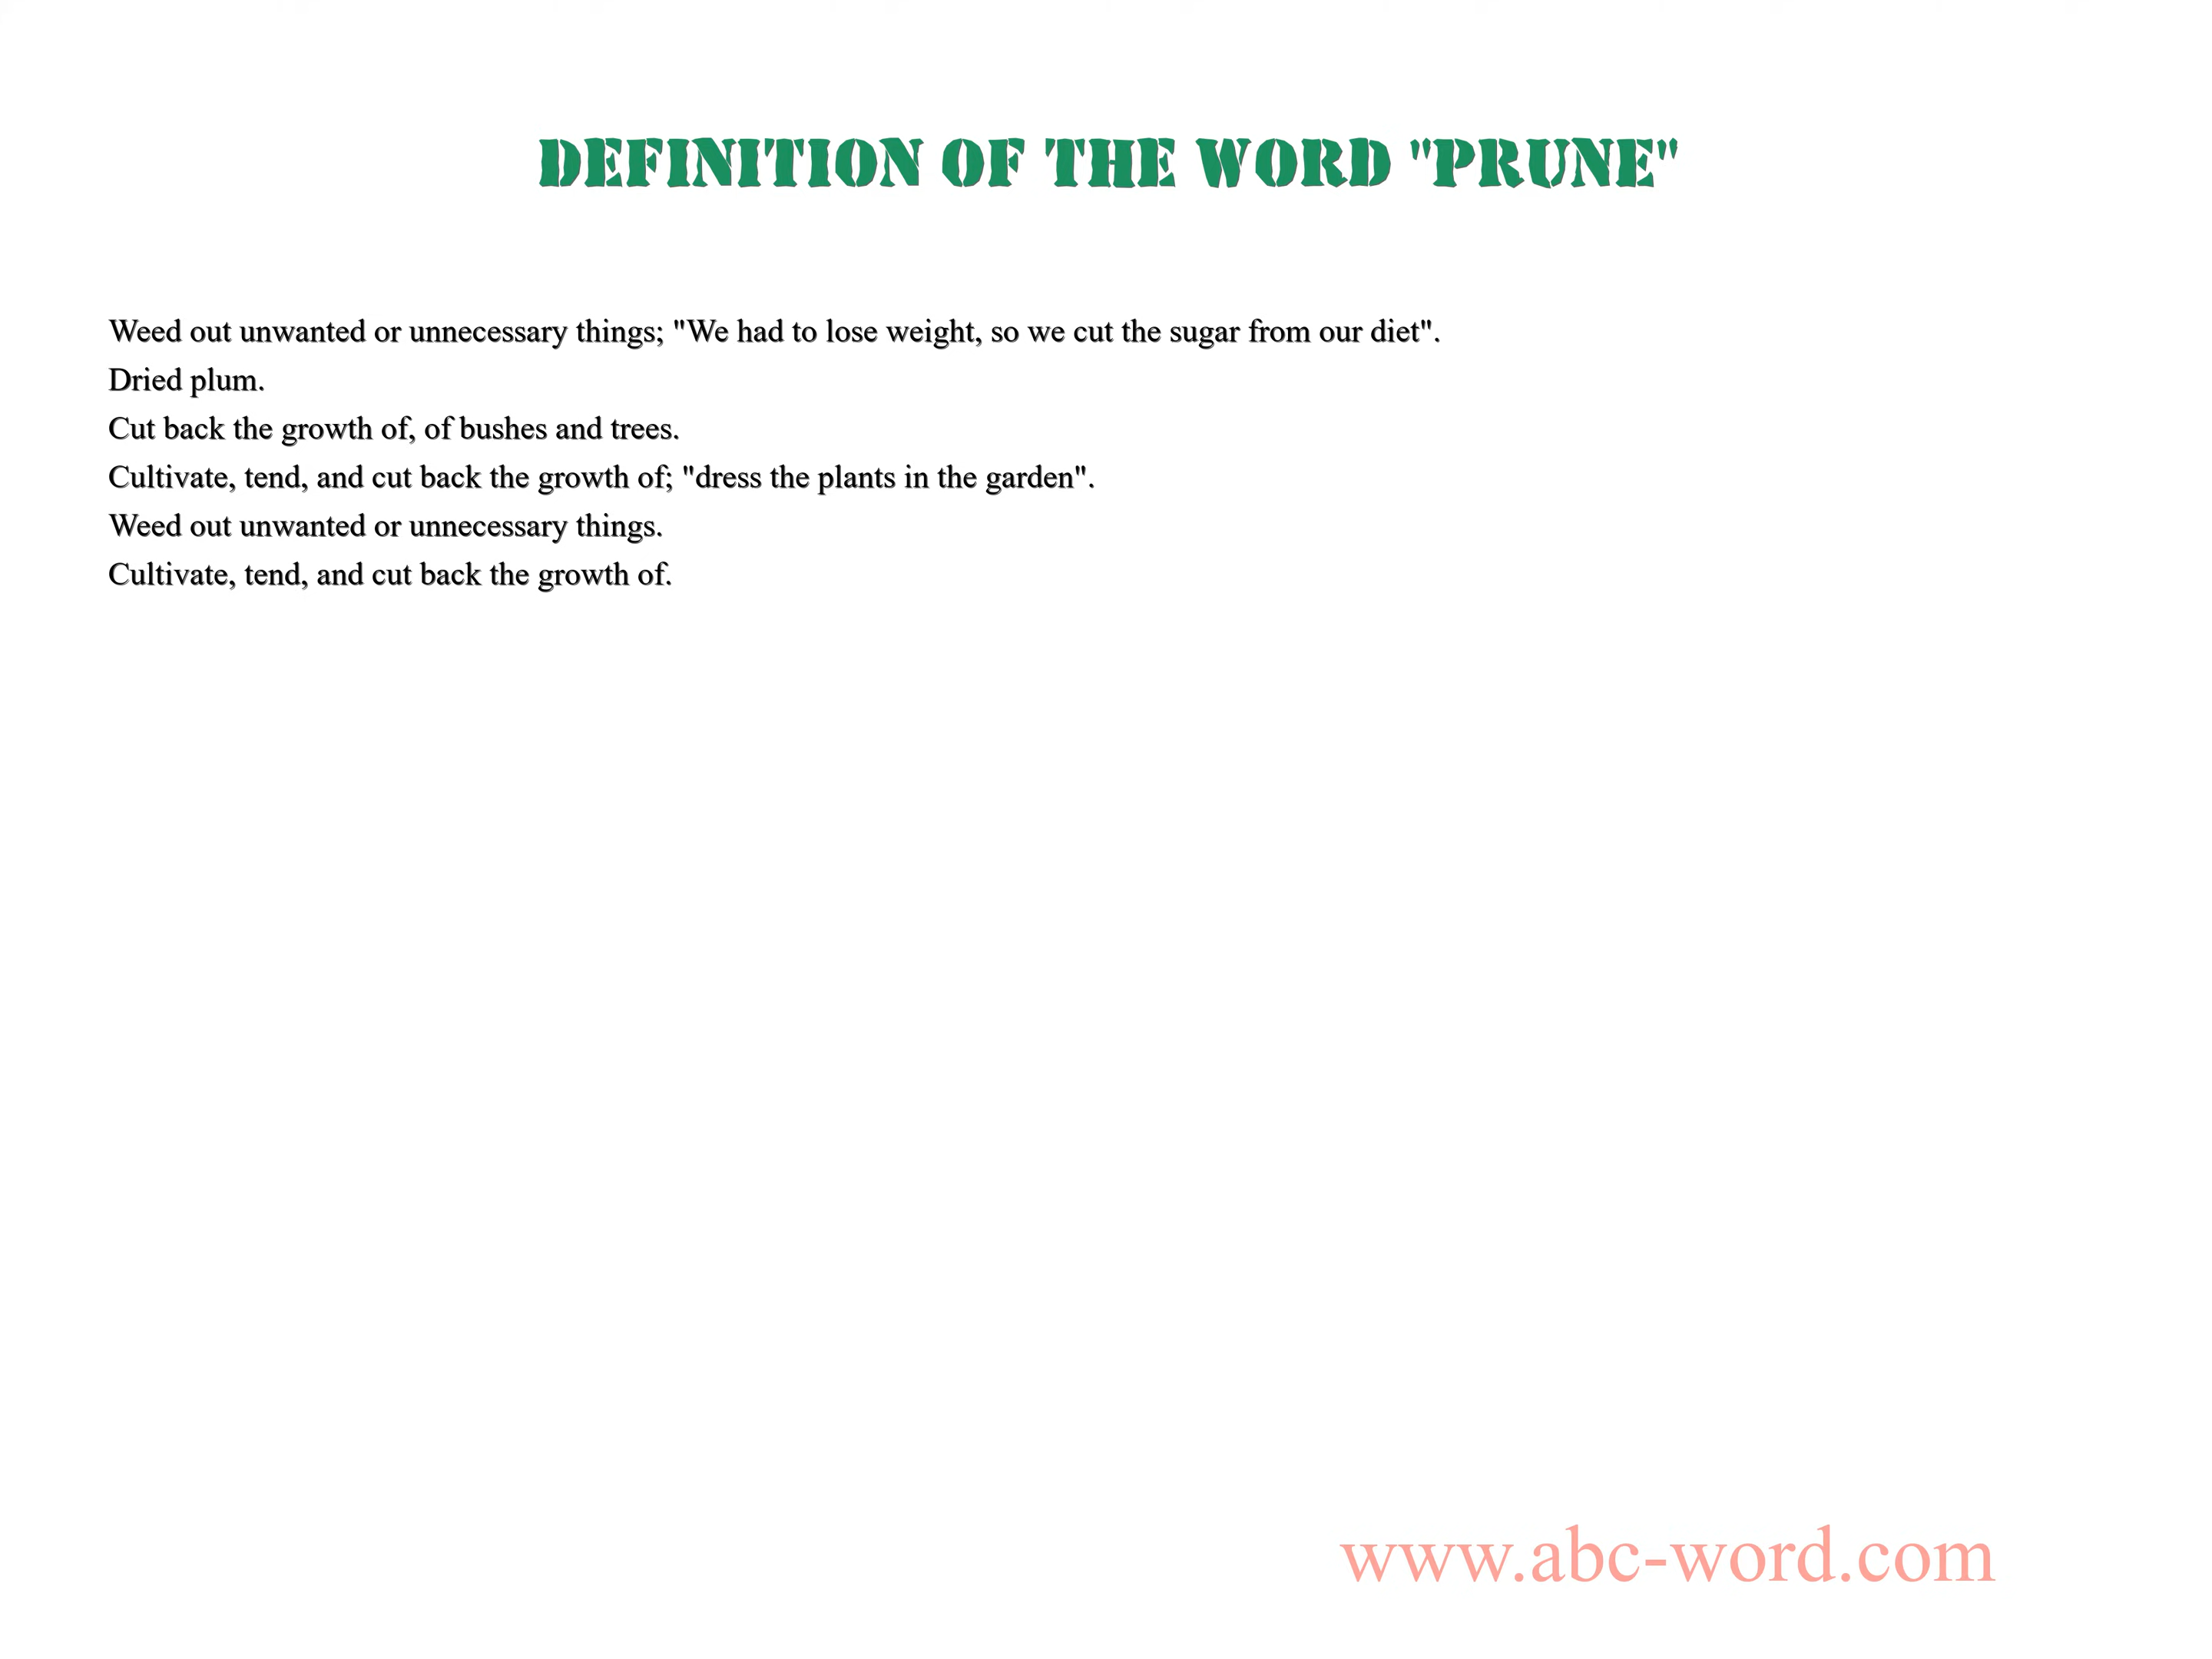 DEFINITION OF THE WORD "PRUNE"
Weed out unwanted or unnecessary things; "We had to lose weight, so we cut the sugar from our diet".
Dried plum.
Cut back the growth of, of bushes and trees.
Cultivate, tend, and cut back the growth of; "dress the plants in the garden".
Weed out unwanted or unnecessary things.
Cultivate, tend, and cut back the growth of.
www.abc-word.com